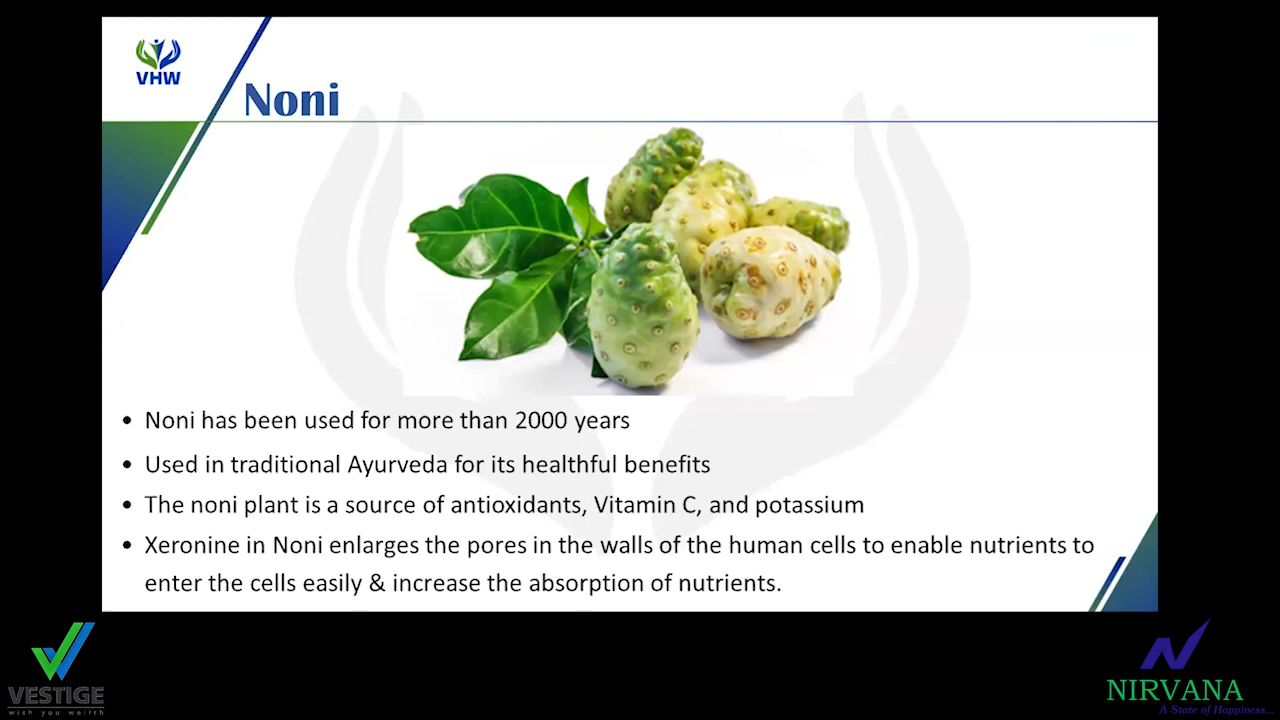 VHW
Noni
• Noni has been used for more than 2000 years
• Used in traditional Ayurveda for its healthful benefits
• The noni plant is a source of antioxidants, Vitamin C, and potassium
• Xeronine in Noni enlarges the pores in the walls of the human cells to enable nutrients to
enter the cells easily & increase the absorption of nutrients.
VESTIGE
wish you wellth
NIRVANA
A State of Happiness...